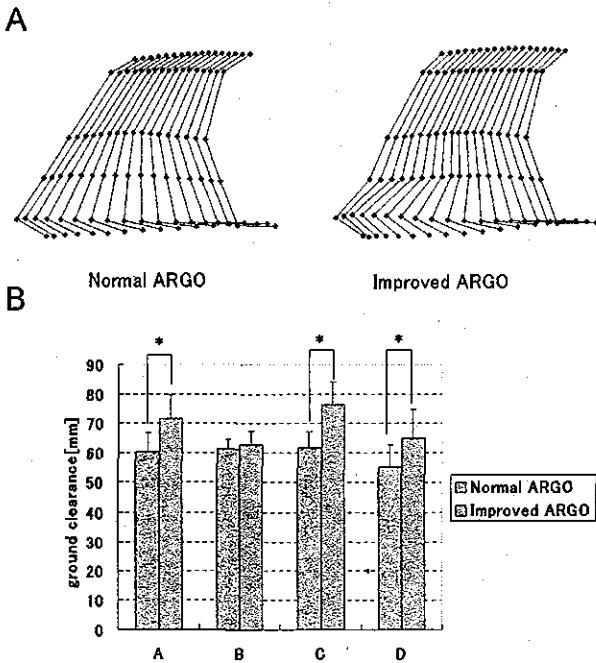 A
Normal ARGO
Improved ARGO
B
*
*
*
90
80
70
60
50
40
30
20
10
0
ground clearance[mm]
A
B
C
D
Normal ARGO
Improved ARGO